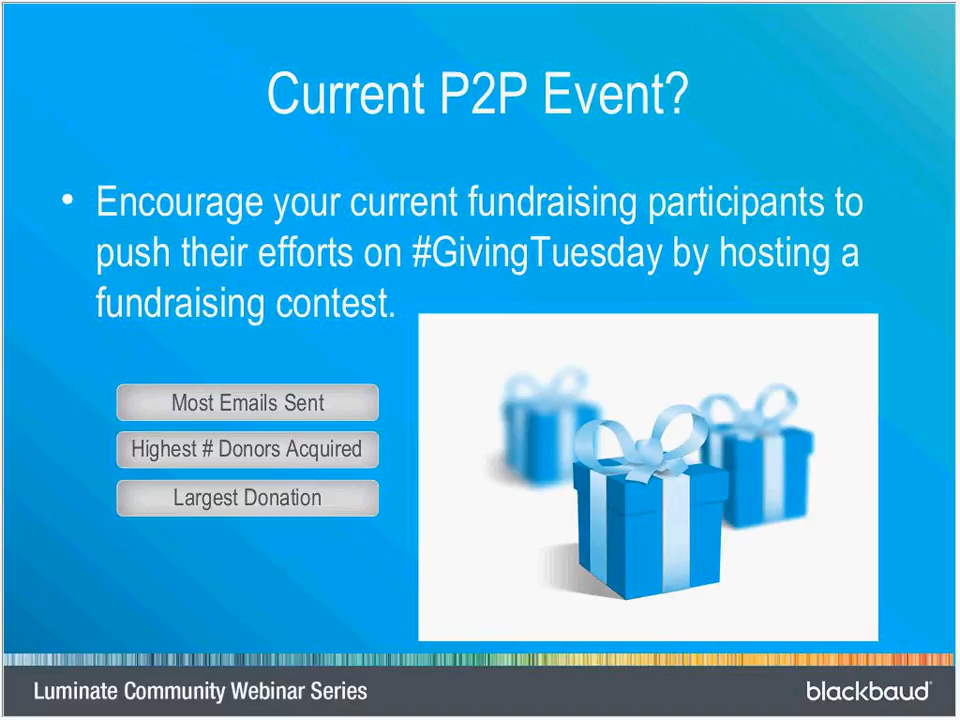 Current P2P Event?
• Encourage your current fundraising participants to
push their efforts on #GivingTuesday by hosting a
fundraising contest.
Most Emails Sent
Highest # Donors Acquired
Largest Donation
Luminate Community Webinar Series
blackbaud®